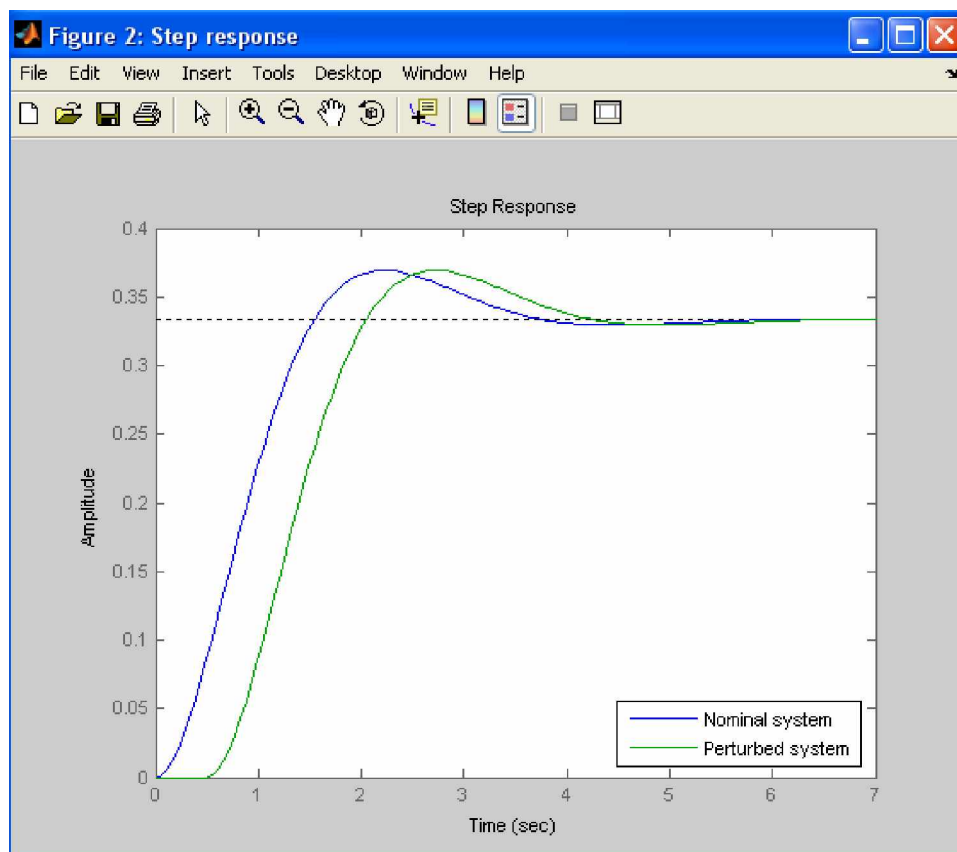 Figure 2: Step response
File Edit View Insert Tools Desktop Window Help
Step Response
0.4
0.35
0.3
0.25
0.2
0.15
0.1
0.05
0
Amplitude
0 1 2 3 4 5 6 7
Time (sec)
Nominal system
Perturbed system